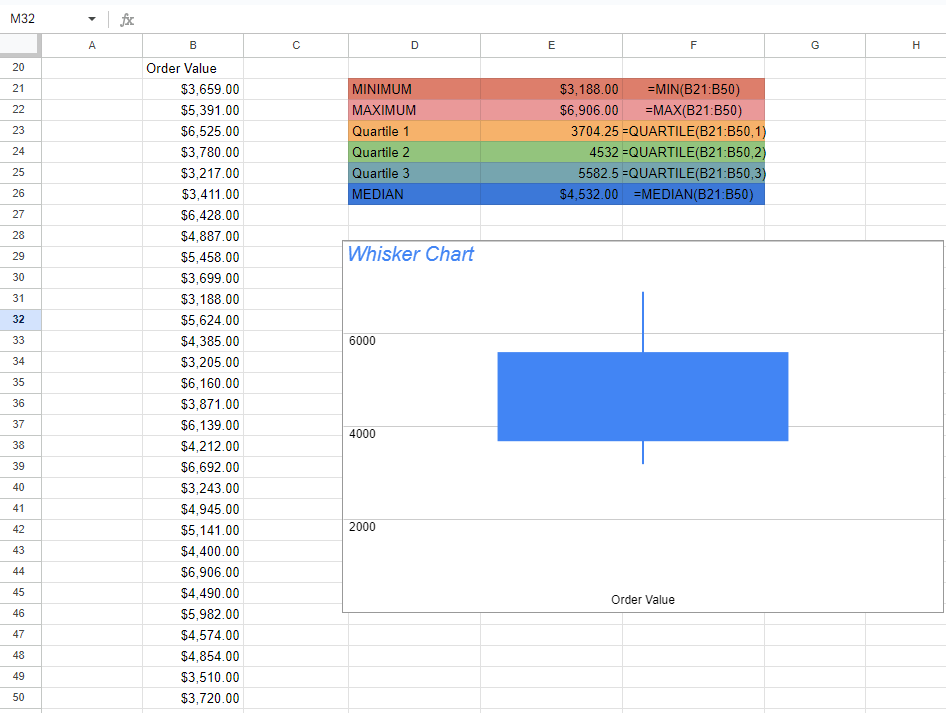 M32 fx
A B C D E F G H
20 Order Value
21 $3,659.00 MINIMUM $3,188.00 =MIN(B21:B50)
22 $5,391.00 MAXIMUM $6,906.00 =MAX(B21:B50)
23 $6,525.00 Quartile 1 3704.25 =QUARTILE(B21:B50,1)
24 $3,780.00 Quartile 2 4532 =QUARTILE(B21:B50,2)
25 $3,217.00 Quartile 3 5582.5 =QUARTILE(B21:B50,3)
26 $3,411.00 MEDIAN $4,532.00 =MEDIAN(B21:B50)
27 $6,428.00
28 $4,887.00
29 $5,458.00 Whisker Chart
30 $3,699.00
31 $3,188.00
32 $5,624.00
33 $4,385.00 6000
34 $3,205.00
35 $6,160.00
36 $3,871.00
37 $6,139.00 4000
38 $4,212.00
39 $6,692.00
40 $3,243.00
41 $4,945.00
42 $5,141.00 2000
43 $4,400.00
44 $6,906.00
45 $4,490.00 Order Value
46 $5,982.00
47 $4,574.00
48 $4,854.00
49 $3,510.00
50 $3,720.00